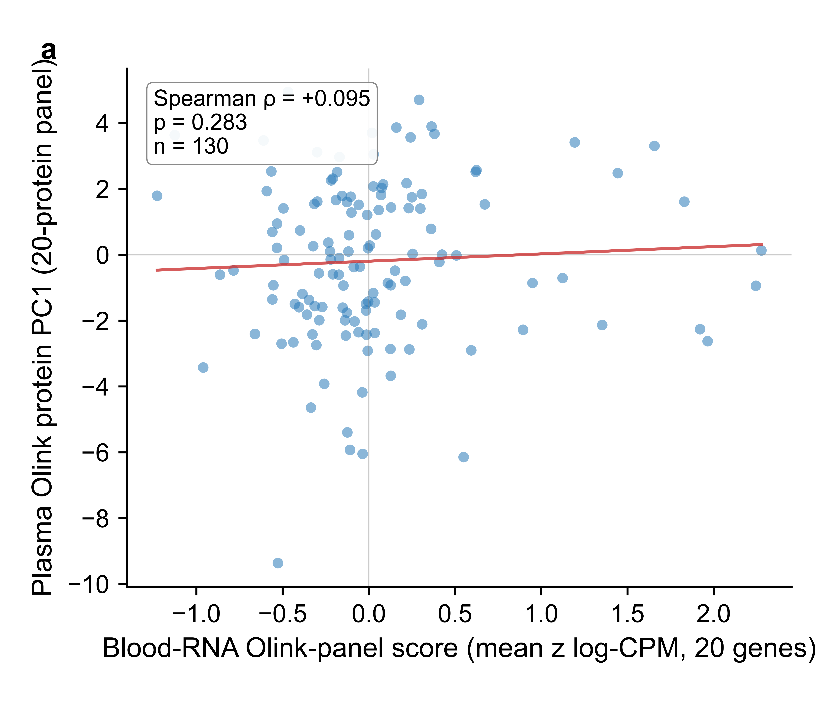 a
Plasma Olink protein PC1 (20-protein panel)
Spearman ρ = +0.095
p = 0.283
n = 130
4
2
0
−2
−4
−6
−8
−10
−1.0 −0.5 0.0 0.5 1.0 1.5 2.0
Blood-RNA Olink-panel score (mean z log-CPM, 20 genes)